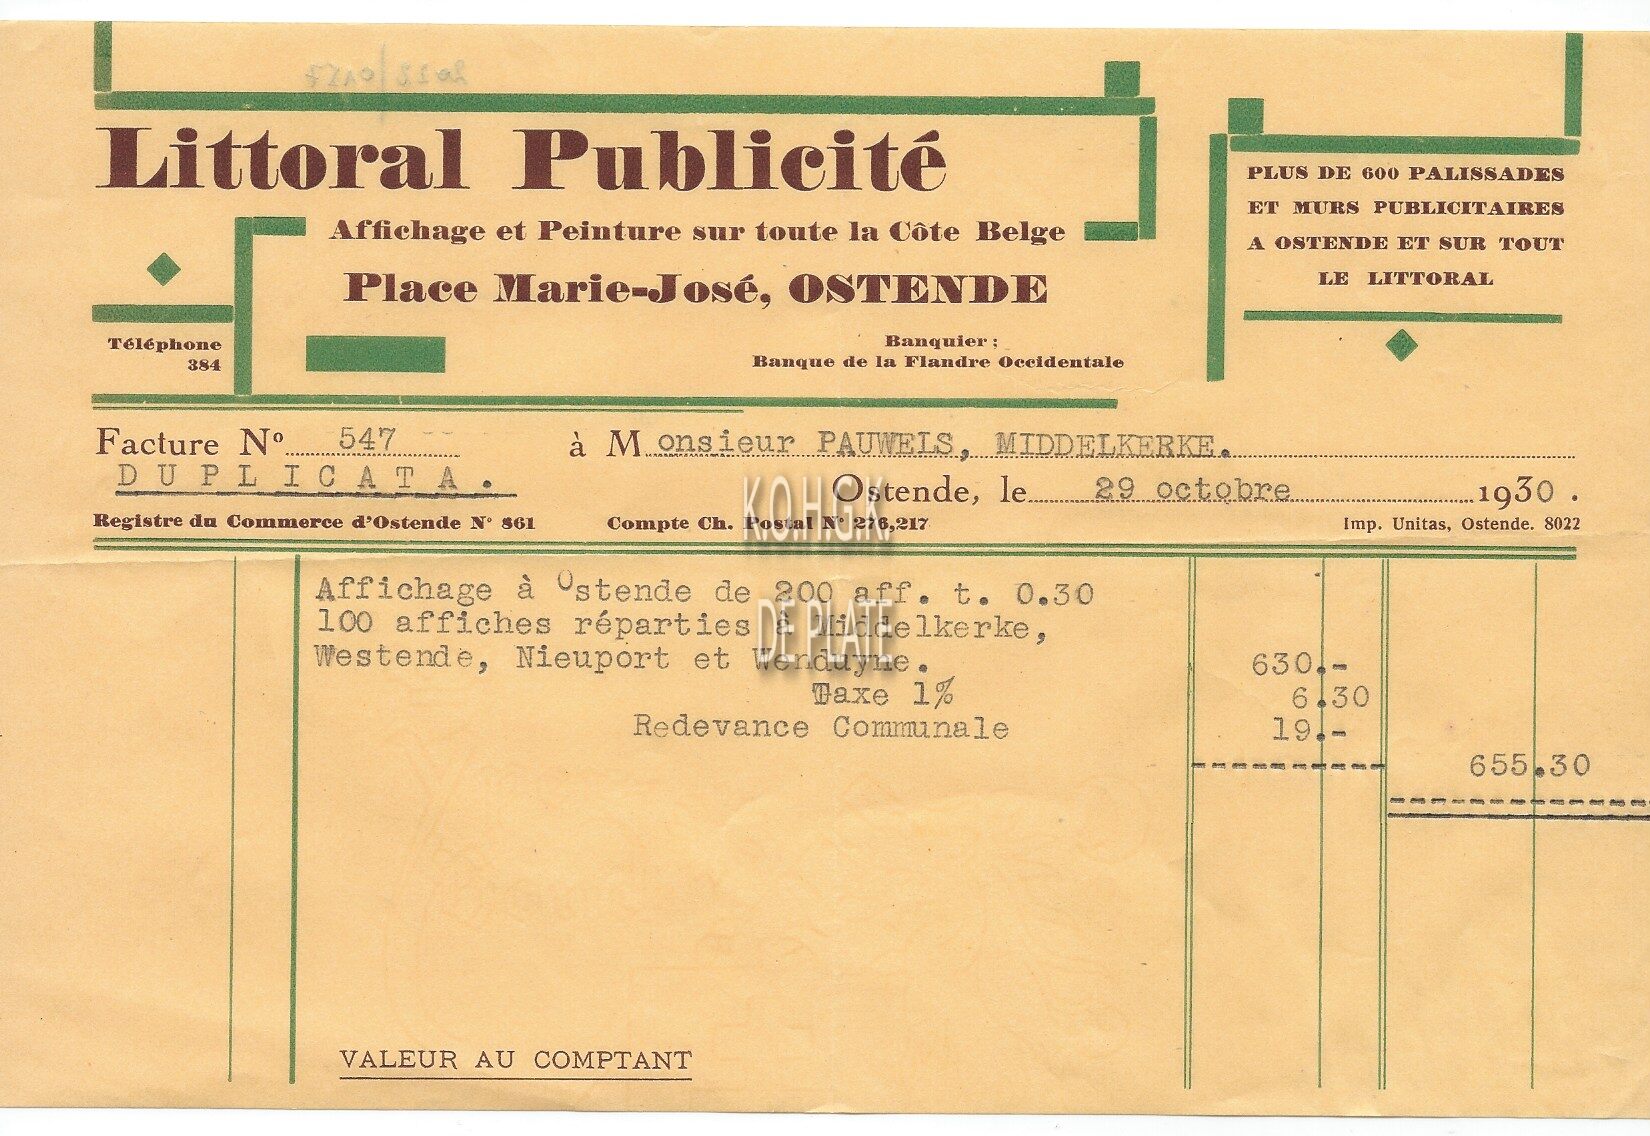 Littoral Publicité
Affichage et Peinture sur toute la Côte Belge
Place Marie-José, OSTENDE
Téléphone
384
Banquier :
Banque de la Flandre Occidentale
PLUS DE 600 PALISSADES
ET MURS PUBLICITAIRES
A OSTENDE ET SUR TOUT
LE LITTORAL
Facture Nº 547 à Monsieur PAUWELS, MIDDELKERKE.
DUPLICATA.
Ostende, le 29 octobre 1930.
Registre du Commerce d'Ostende Nº 861
Compte Ch. Postal Nº 276,217
Imp. Unitas, Ostende. 8022
K.O.H.G.K.
DE PLATE
Affichage à Ostende de 200 aff. t. 0.30
100 affiches réparties à Middelkerke,
Westende, Nieuport et Wenduyne. 630.-
Taxe 1% 6.30
Redevance Communale 19.-
655.30
VALEUR AU COMPTANT